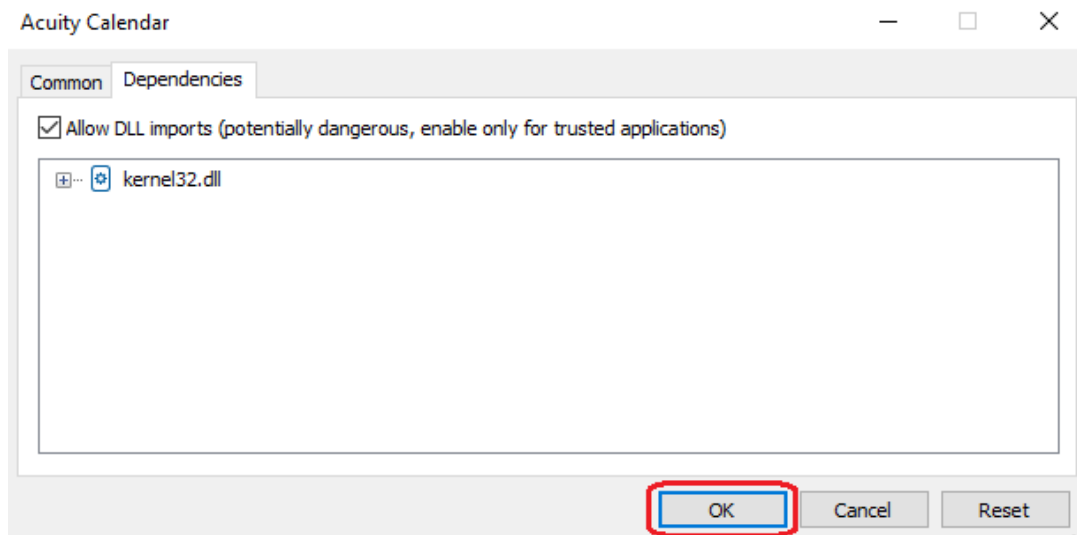 Acuity Calendar
Common Dependencies
Allow DLL imports (potentially dangerous, enable only for trusted applications)
kernel32.dll
OK Cancel Reset